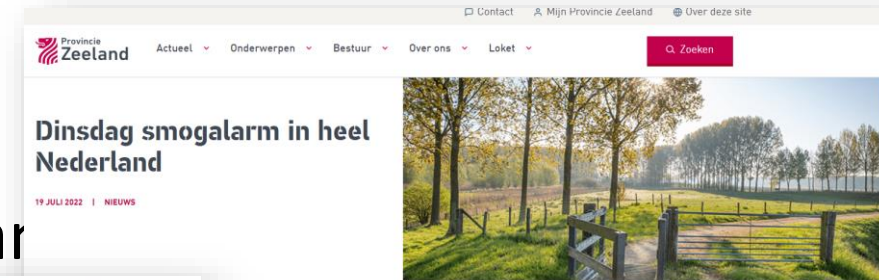 Contact Mijn Provincie Zeeland Over deze site
Provincie
Zeeland
Actueel Onderwerpen Bestuur Over ons Loket Zoeken
Dinsdag smogalarm in heel
Nederland
19 JULI 2022 | NIEUWS